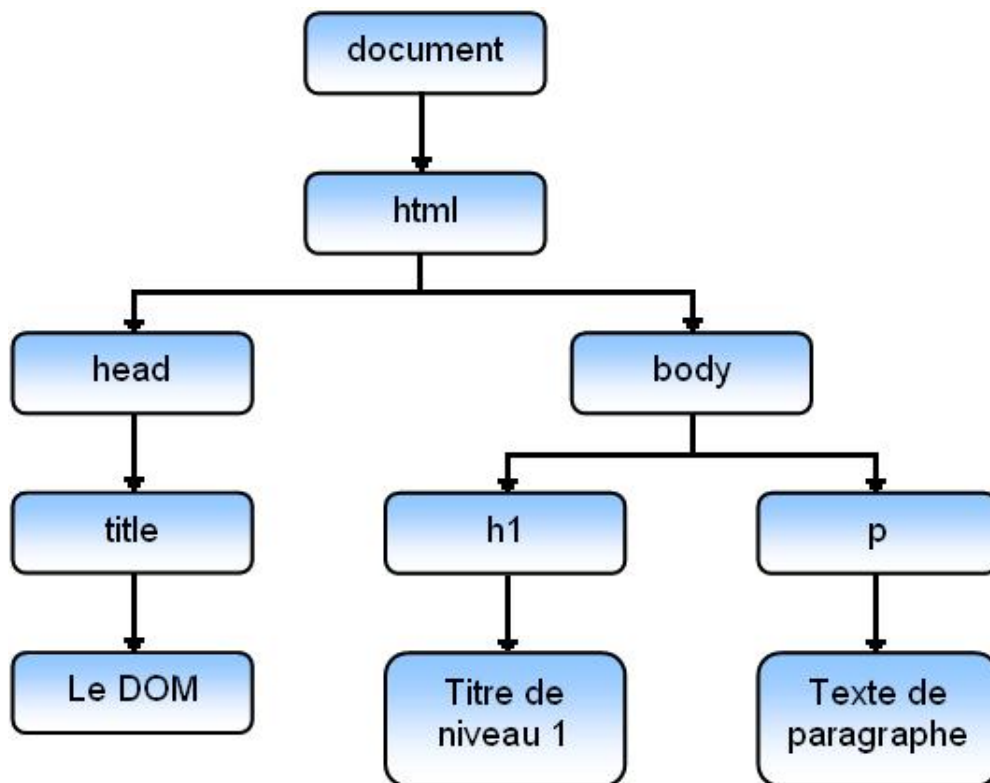 document
html
head
body
title
h1
p
Le DOM
Titre de
niveau 1
Texte de
paragraphe